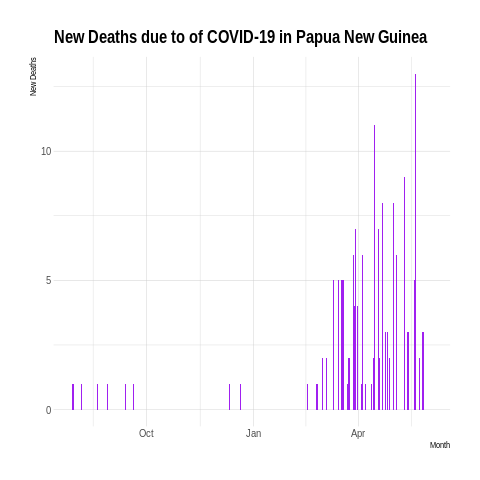 New Deaths due to of COVID-19 in Papua New Guinea
New Deaths
10
5
0
Oct Jan Apr
Month